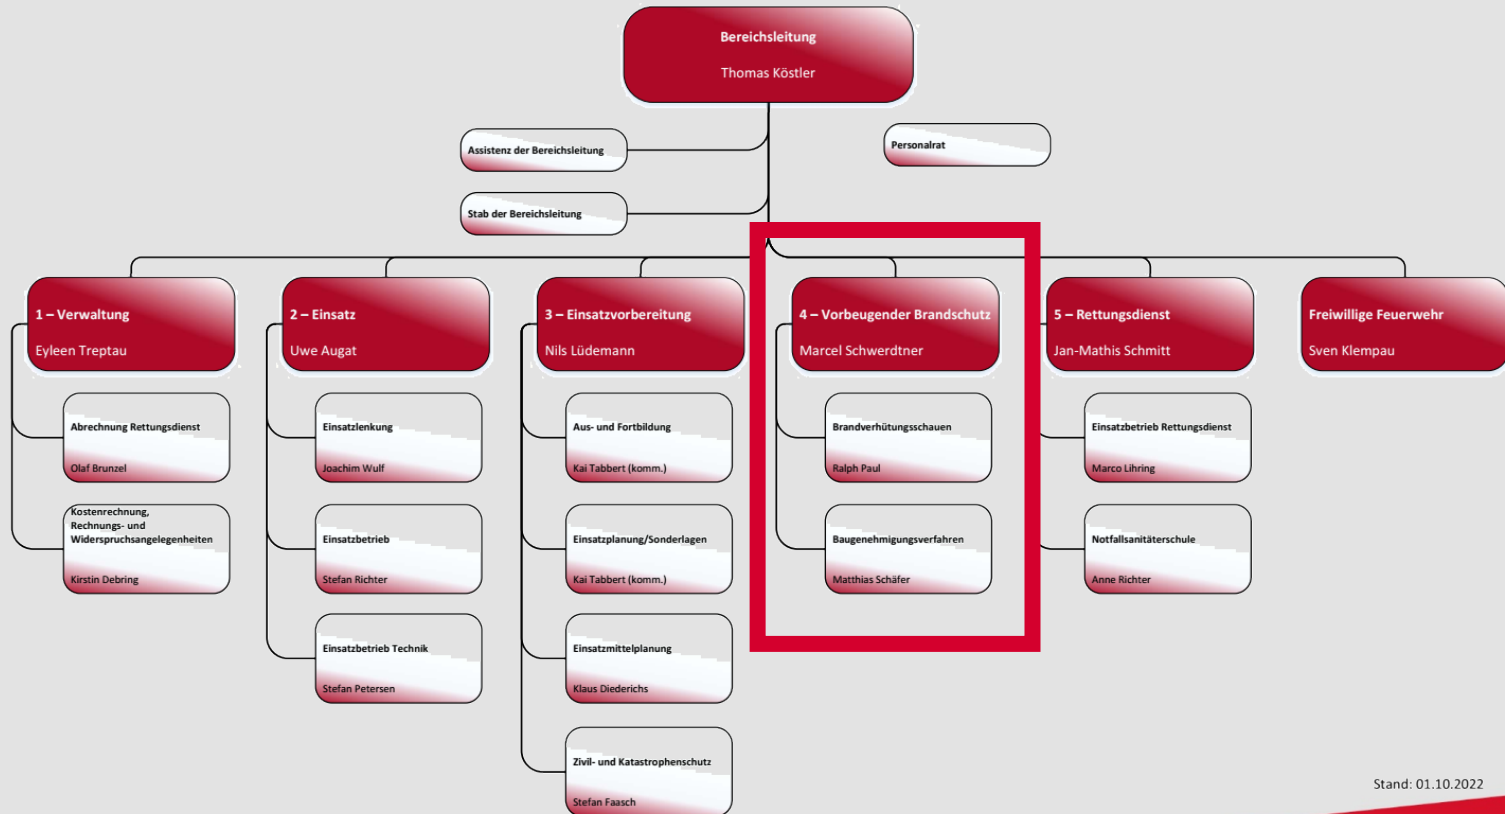 Bereichsleitung
Thomas Köstler
Assistenz der Bereichsleitung
Personalrat
Stab der Bereichsleitung
1 – Verwaltung
Eyleen Treptau
Abrechnung Rettungsdienst
Olaf Brunzel
Kostenrechnung,
Rechnungs- und
Widerspruchsangelegenheiten
Kirstin Debring
2 – Einsatz
Uwe Augat
Einsatzlenkung
Joachim Wulf
Einsatzbetrieb
Stefan Richter
Einsatzbetrieb Technik
Stefan Petersen
3 – Einsatzvorbereitung
Nils Lüdemann
Aus- und Fortbildung
Kai Tabbert (komm.)
Einsatzplanung/Sonderlagen
Kai Tabbert (komm.)
Einsatzmittelplanung
Klaus Diederichs
Zivil- und Katastrophenschutz
Stefan Faasch
4 – Vorbeugender Brandschutz
Marcel Schwerdtner
Brandverhütungsschauen
Ralph Paul
Baugenehmigungsverfahren
Matthias Schäfer
5 – Rettungsdienst
Jan-Mathis Schmitt
Einsatzbetrieb Rettungsdienst
Marco Lihring
Notfallsanitäterschule
Anne Richter
Freiwillige Feuerwehr
Sven Klempau
Stand: 01.10.2022